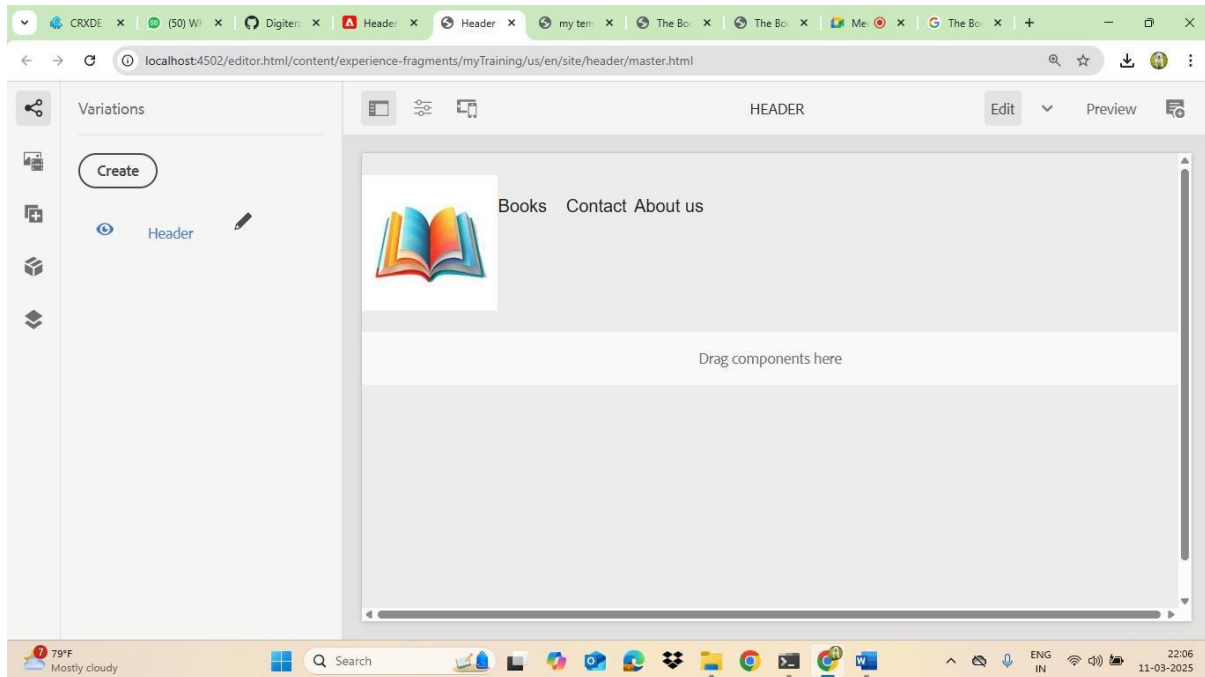 CRXDE
(50) Wh
Digiter
Header
Header
my tem
The Bo
The Bo
Me
The Bo
localhost:4502/editor.html/content/experience-fragments/myTraining/us/en/site/header/master.html
Variations
HEADER
Edit
Preview
Create
Header
Books Contact About us
Drag components here
7
79°F
Mostly cloudy
Search
ENG
IN
22:06
11-03-2025